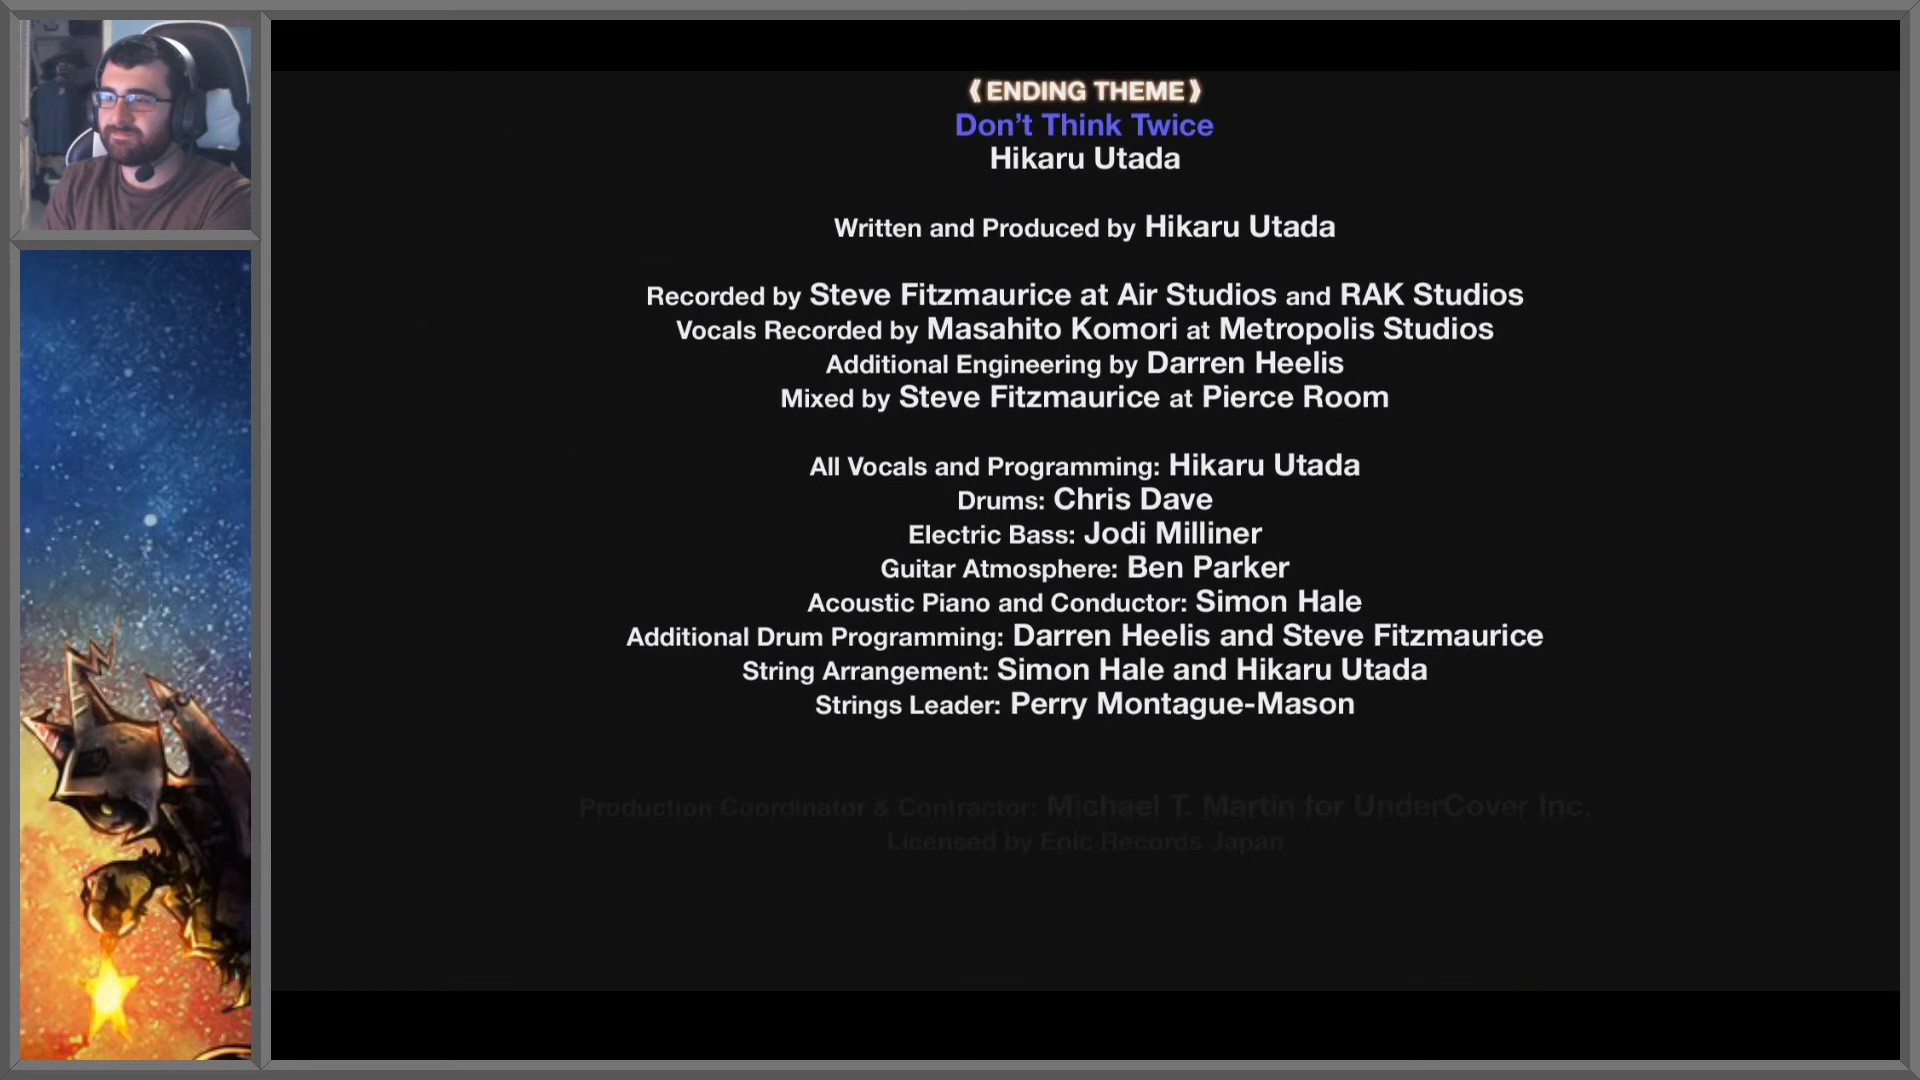 《ENDING THEME》
Don't Think Twice
Hikaru Utada
Written and Produced by Hikaru Utada
Recorded by Steve Fitzmaurice at Air Studios and RAK Studios
Vocals Recorded by Masahito Komori at Metropolis Studios
Additional Engineering by Darren Heelis
Mixed by Steve Fitzmaurice at Pierce Room
All Vocals and Programming: Hikaru Utada
Drums: Chris Dave
Electric Bass: Jodi Milliner
Guitar Atmosphere: Ben Parker
Acoustic Piano and Conductor: Simon Hale
Additional Drum Programming: Darren Heelis and Steve Fitzmaurice
String Arrangement: Simon Hale and Hikaru Utada
Strings Leader: Perry Montague-Mason
Production Coordinator & Contractor: Michael T. Martin for UnderCover Inc.
Licensed by Epic Records Japan